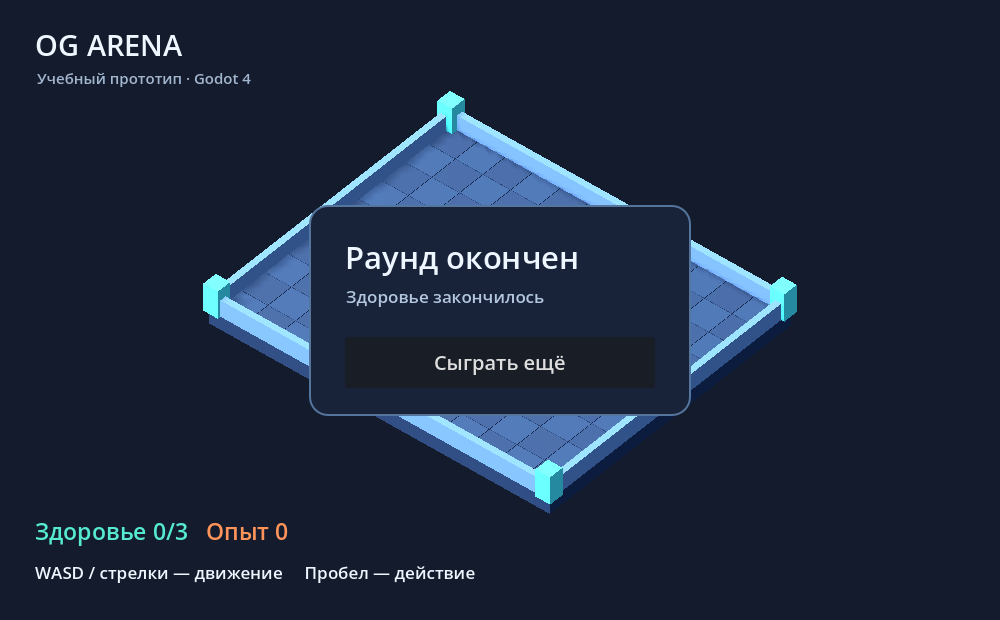 OG ARENA
Учебный прототип · Godot 4
Раунд окончен
Здоровье закончилось
Сыграть ещё
Здоровье 0/3 Опыт 0
WASD / стрелки — движение Пробел — действие